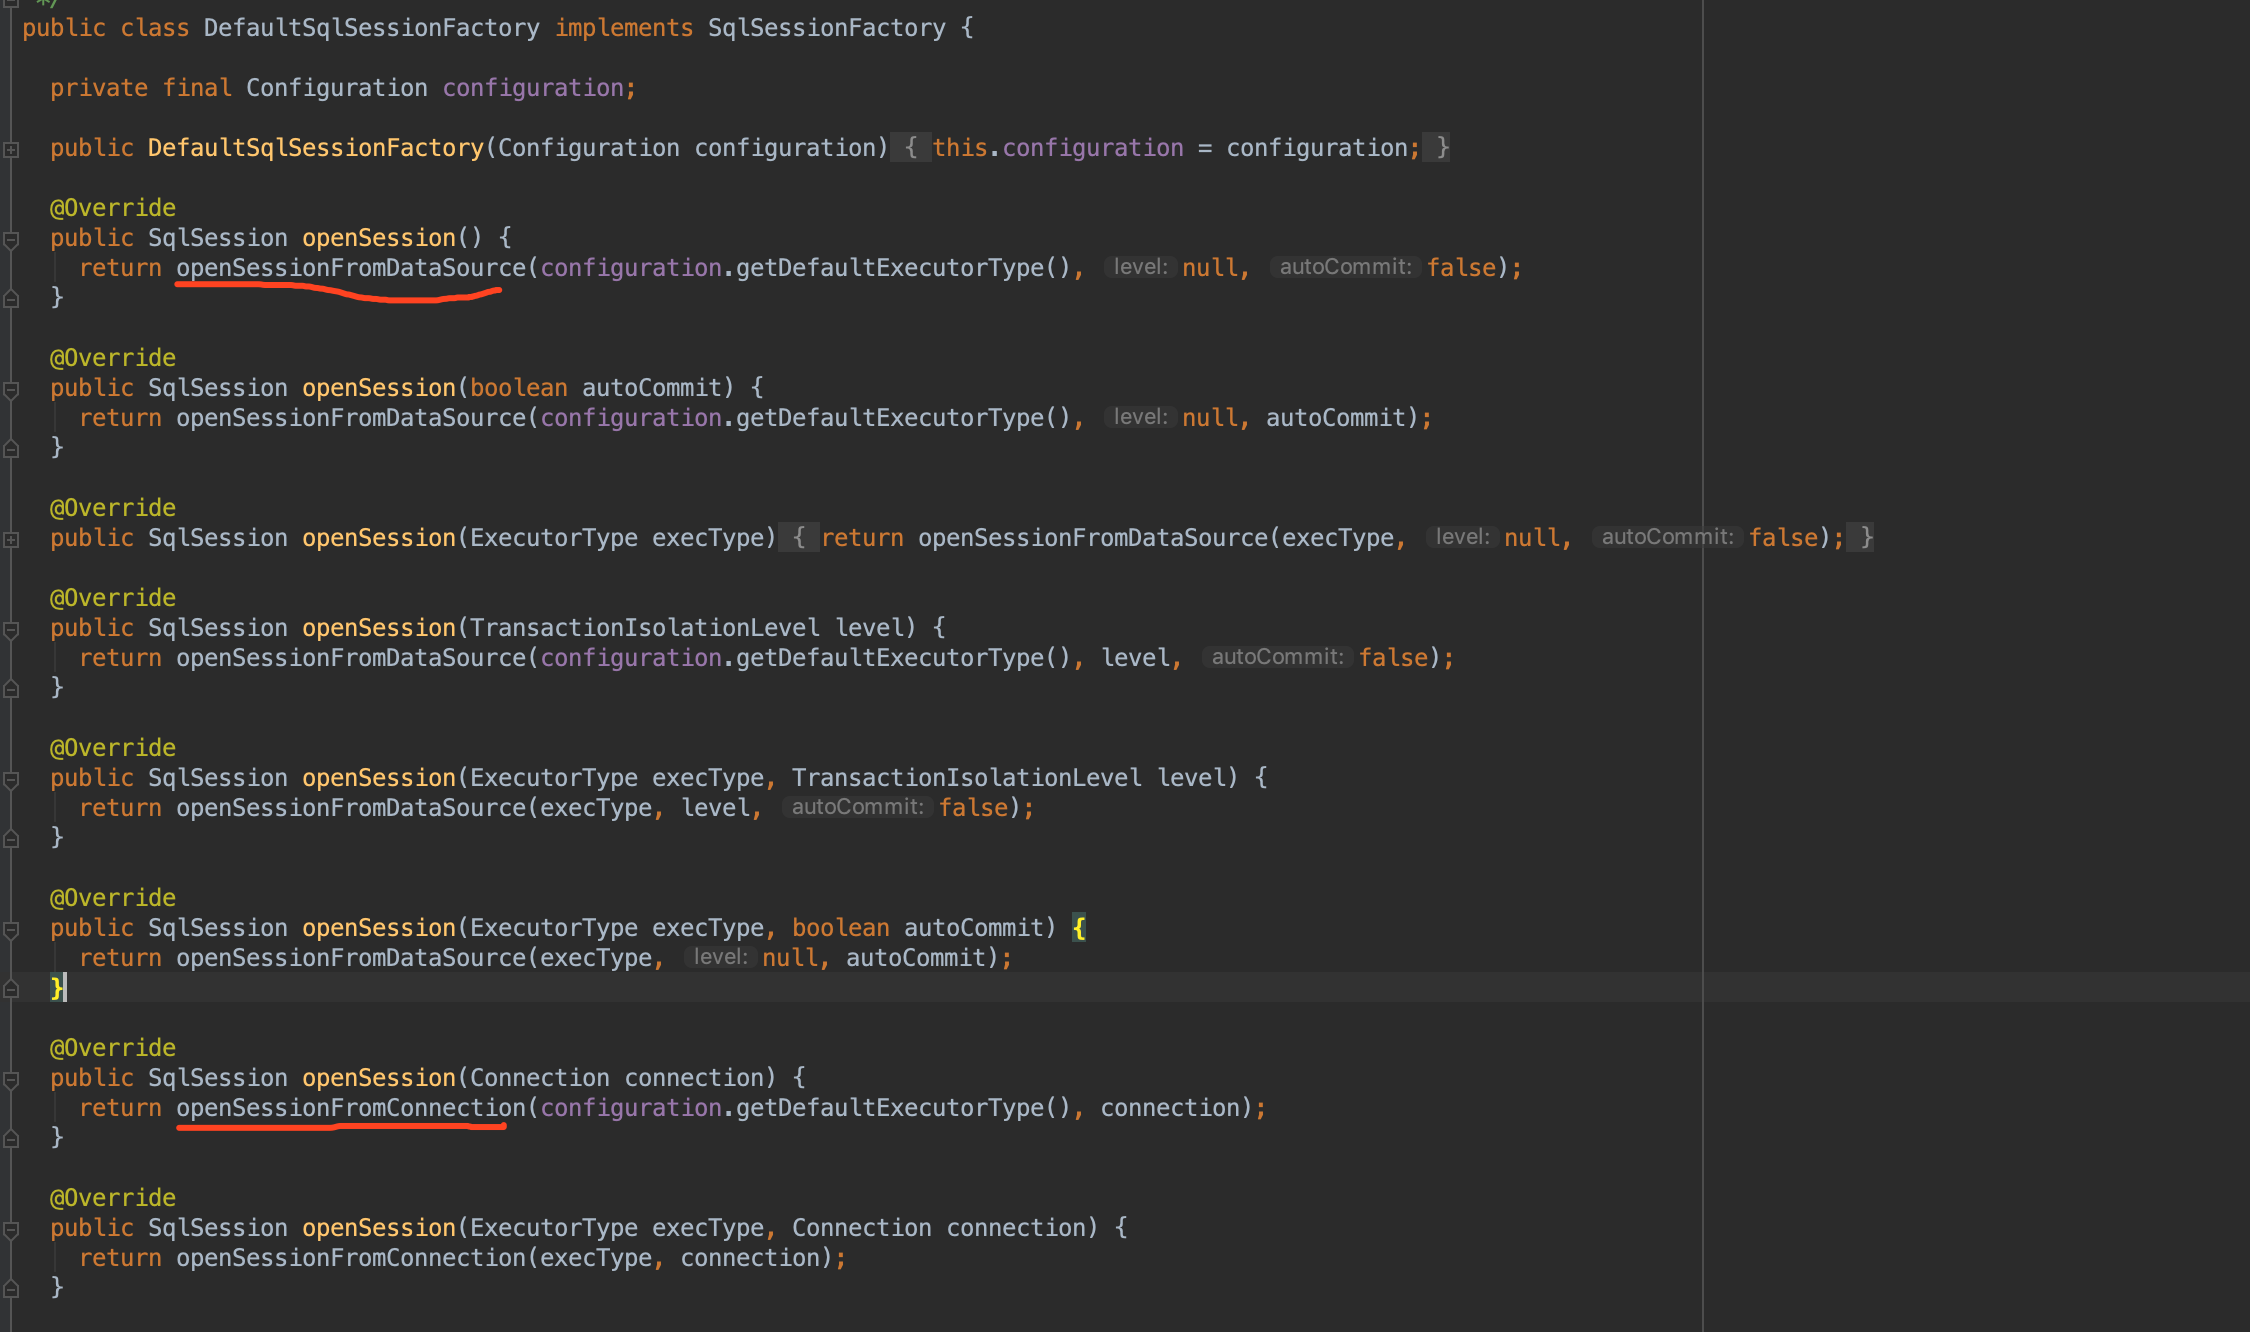 */
public class DefaultSqlSessionFactory implements SqlSessionFactory {
private final Configuration configuration;
public DefaultSqlSessionFactory(Configuration configuration) { this.configuration = configuration; }
@Override
public SqlSession openSession() {
return openSessionFromDataSource(configuration.getDefaultExecutorType(), level: null, autoCommit: false);
}
@Override
public SqlSession openSession(boolean autoCommit) {
return openSessionFromDataSource(configuration.getDefaultExecutorType(), level: null, autoCommit);
}
@Override
public SqlSession openSession(ExecutorType execType) { return openSessionFromDataSource(execType, level: null, autoCommit: false); }
@Override
public SqlSession openSession(TransactionIsolationLevel level) {
return openSessionFromDataSource(configuration.getDefaultExecutorType(), level, autoCommit: false);
}
@Override
public SqlSession openSession(ExecutorType execType, TransactionIsolationLevel level) {
return openSessionFromDataSource(execType, level, autoCommit: false);
}
@Override
public SqlSession openSession(ExecutorType execType, boolean autoCommit) {
return openSessionFromDataSource(execType, level: null, autoCommit);
}
@Override
public SqlSession openSession(Connection connection) {
return openSessionFromConnection(configuration.getDefaultExecutorType(), connection);
}
@Override
public SqlSession openSession(ExecutorType execType, Connection connection) {
return openSessionFromConnection(execType, connection);
}